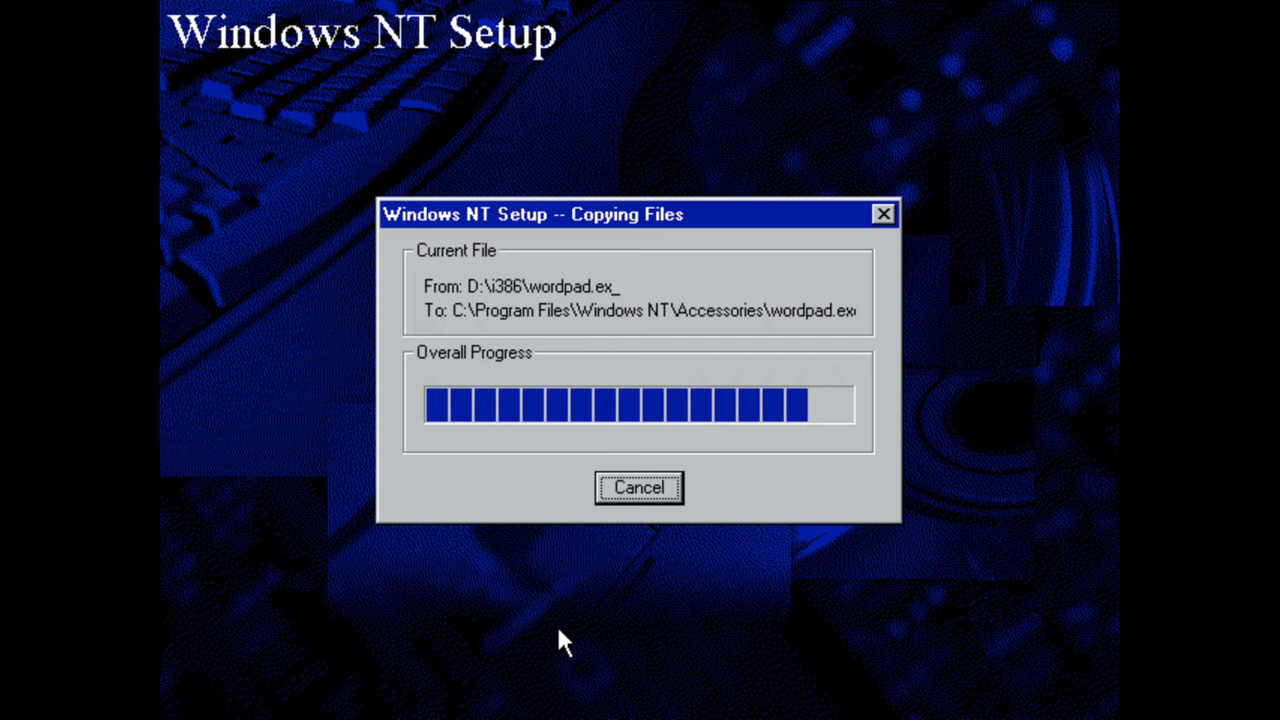 Windows NT Setup
Windows NT Setup -- Copying Files
Current File
From: D:\i386\wordpad.ex_
To: C:\Program Files\Windows NT\Accessories\wordpad.ex
Overall Progress
Cancel